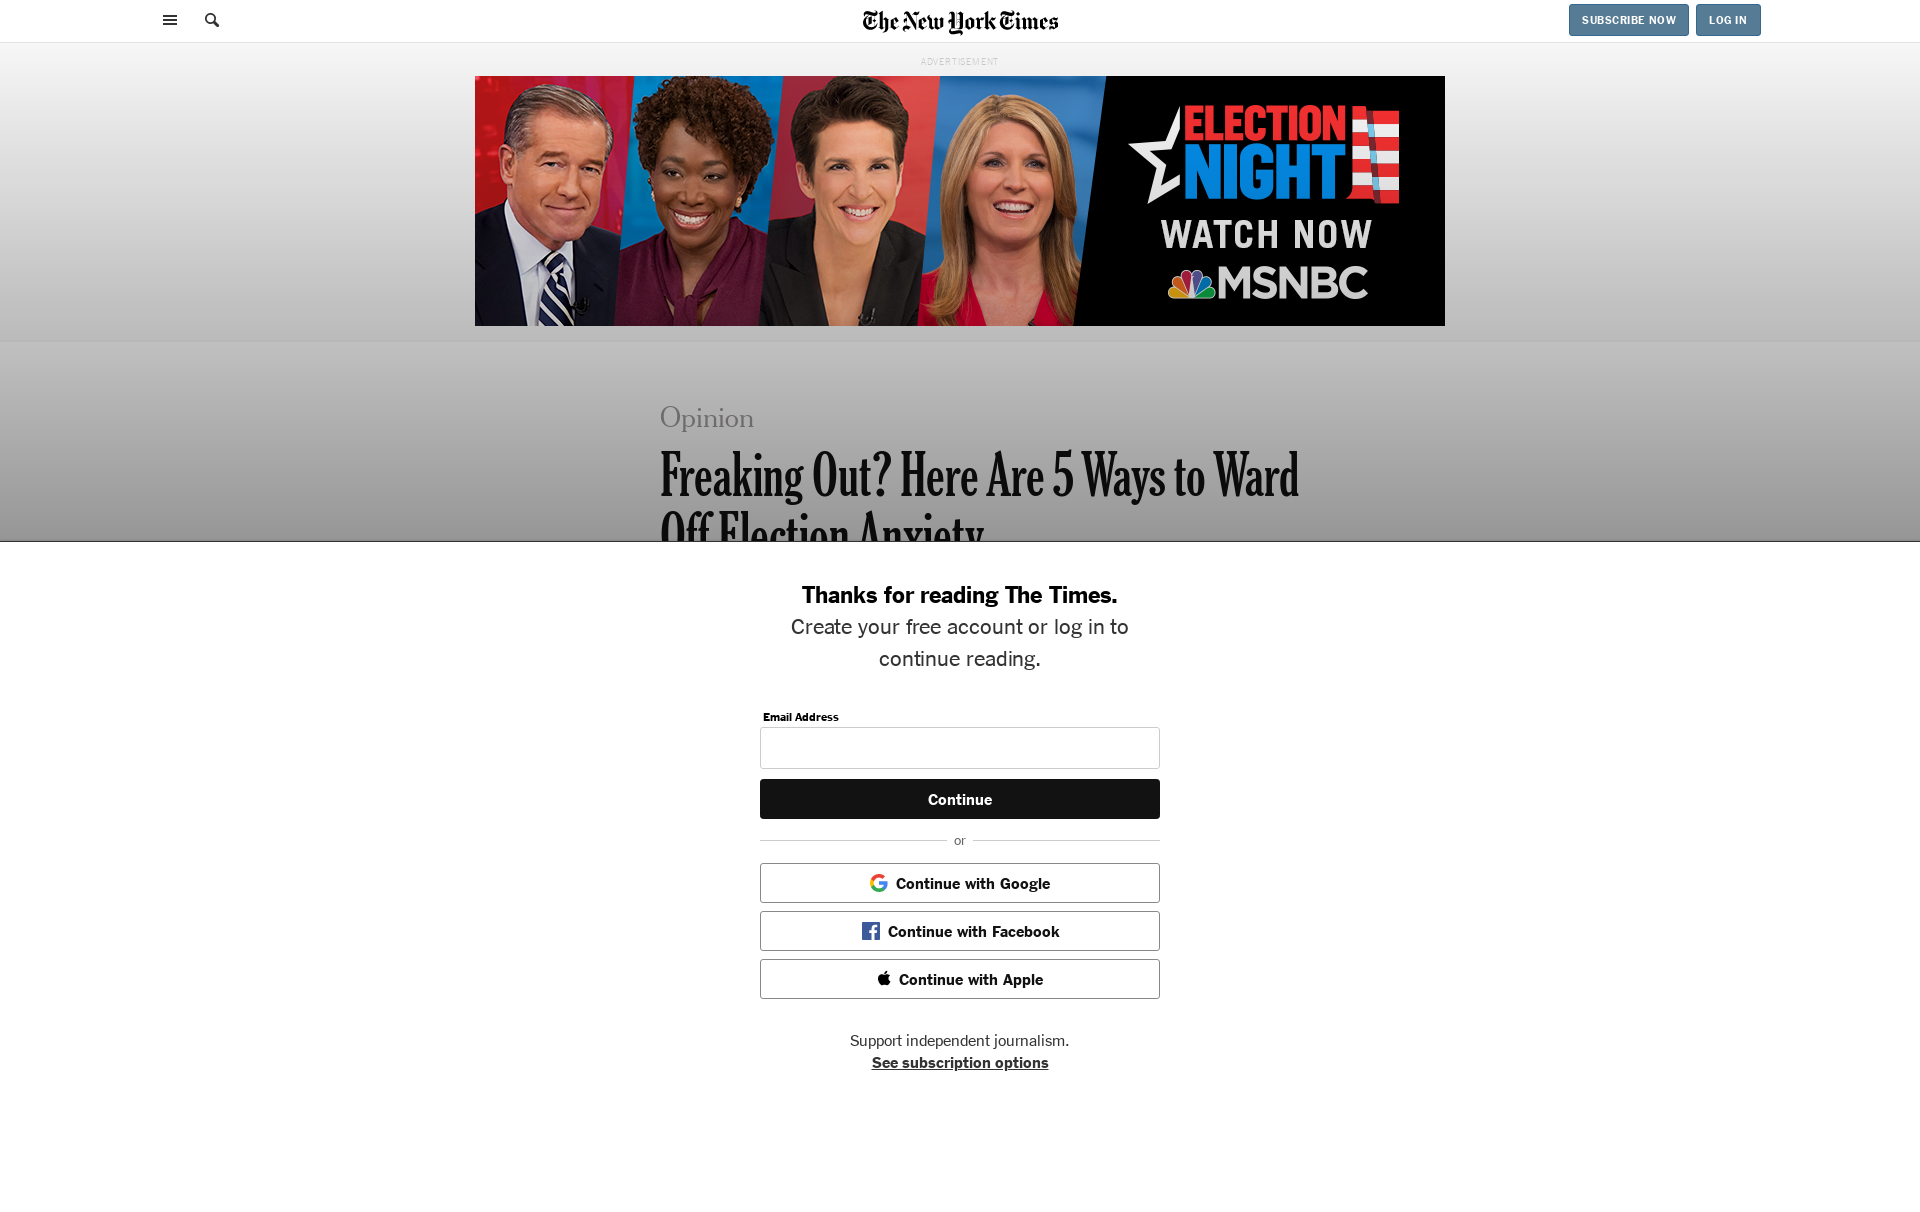 The New York Times
SUBSCRIBE NOW
LOG IN
ADVERTISEMENT
ELECTION
NIGHT
WATCH NOW
MSNBC
Opinion
Freaking Out? Here Are 5 Ways to Ward
Off Election Anxiety
Thanks for reading The Times.
Create your free account or log in to
continue reading.
Email Address
Continue
or
Continue with Google
Continue with Facebook
Continue with Apple
Support independent journalism.
See subscription options